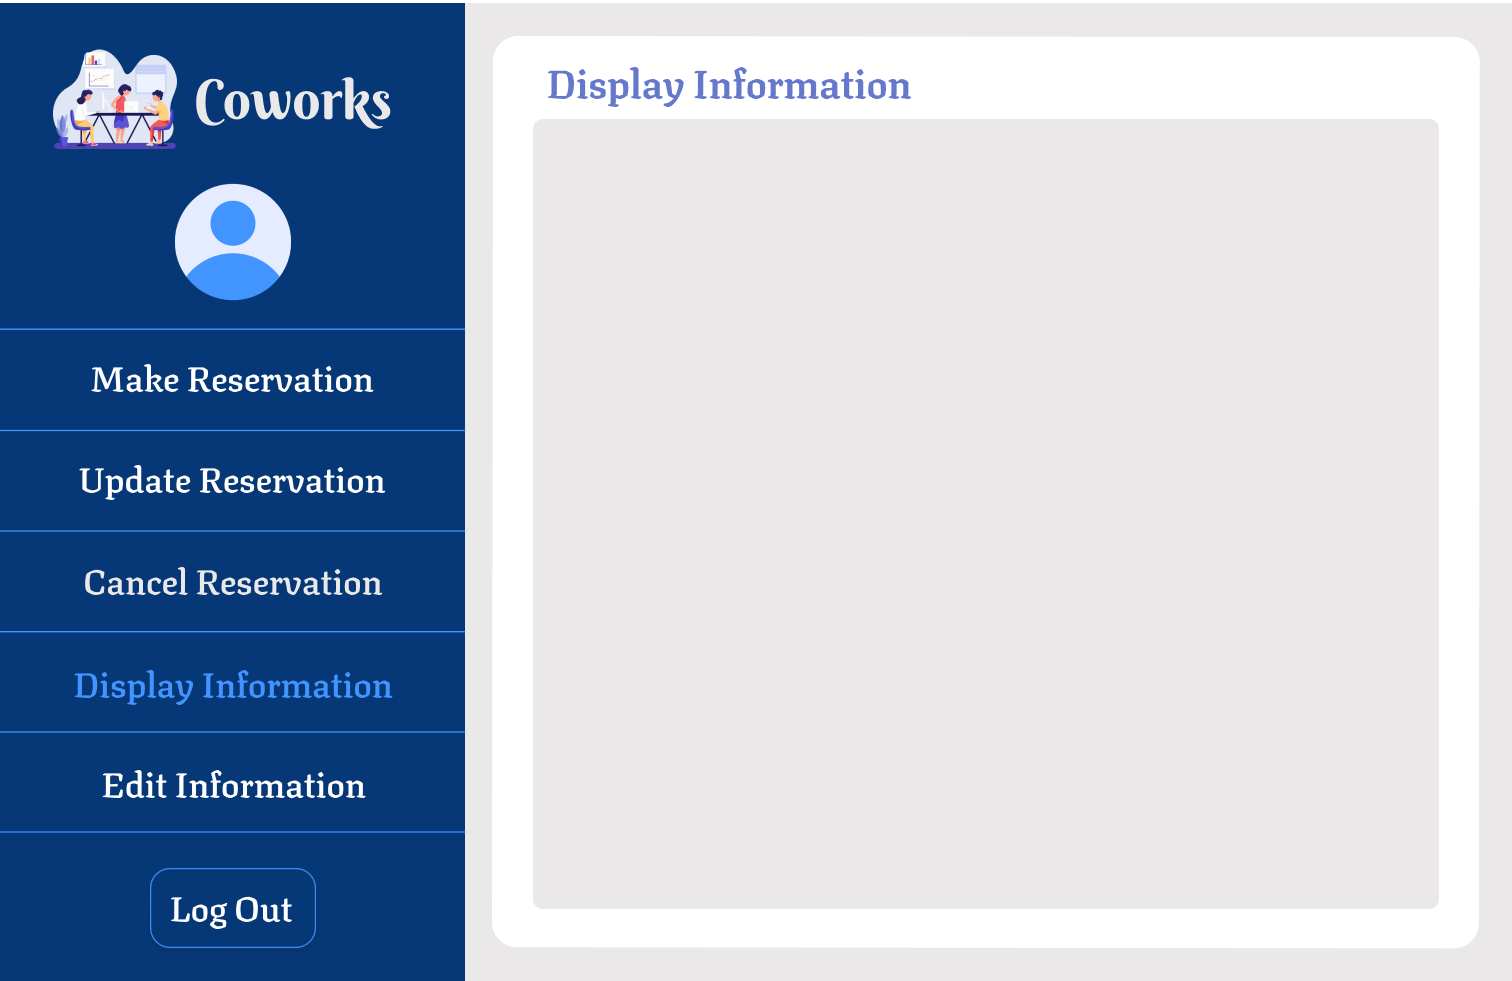 Coworks
Make Reservation
Update Reservation
Cancel Reservation
Display Information
Edit Information
Log Out
Display Information